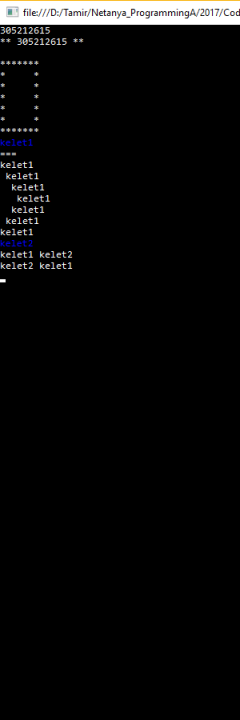 file:///D:/Tamir/Netanya_ProgrammingA/2017/Cod
305212615
** 305212615 **
*******
*     *
*     *
*     *
*     *
*     *
*******
kelet1
===
kelet1
 kelet1
  kelet1
   kelet1
  kelet1
 kelet1
kelet1
kelet2
kelet1 kelet2
kelet2 kelet1